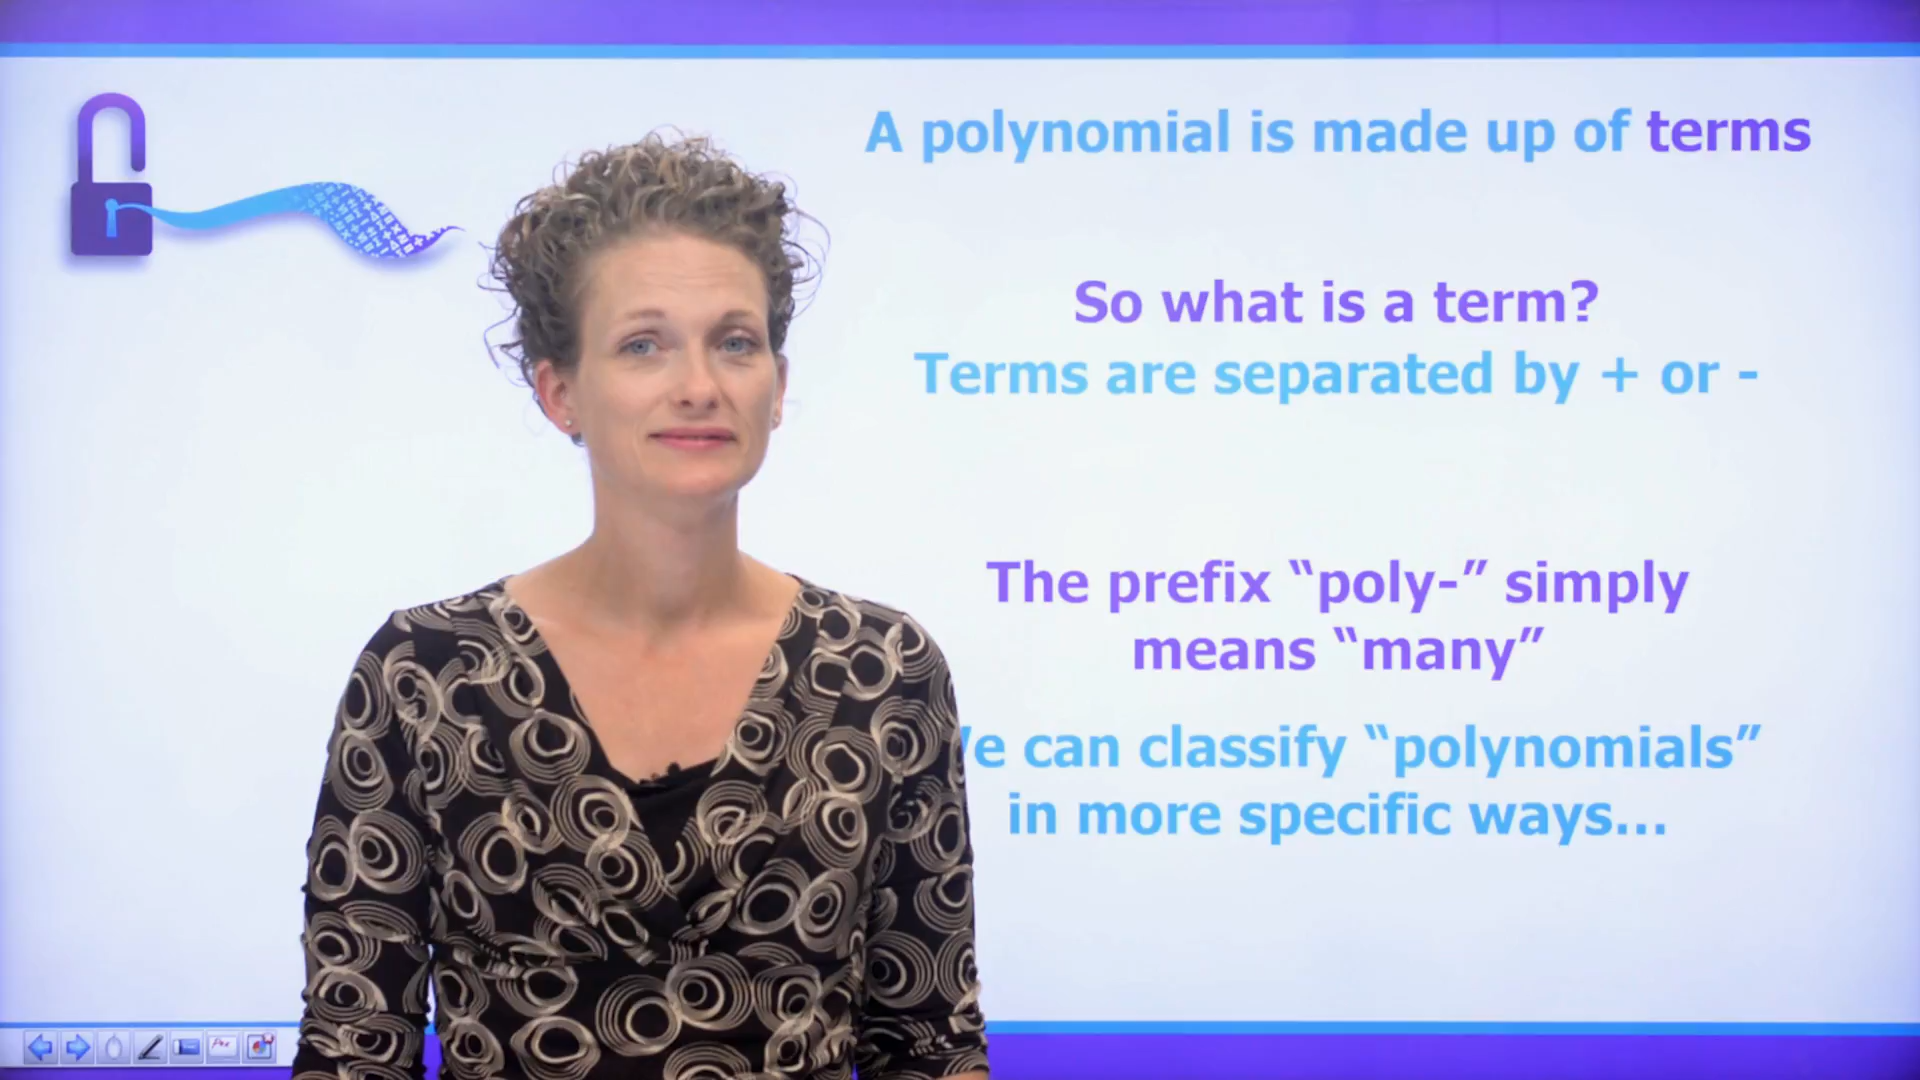 A polynomial is made up of terms
So what is a term?
Terms are separated by + or -
The prefix “poly-” simply
means “many”
can classify “polynomials”
in more specific ways...